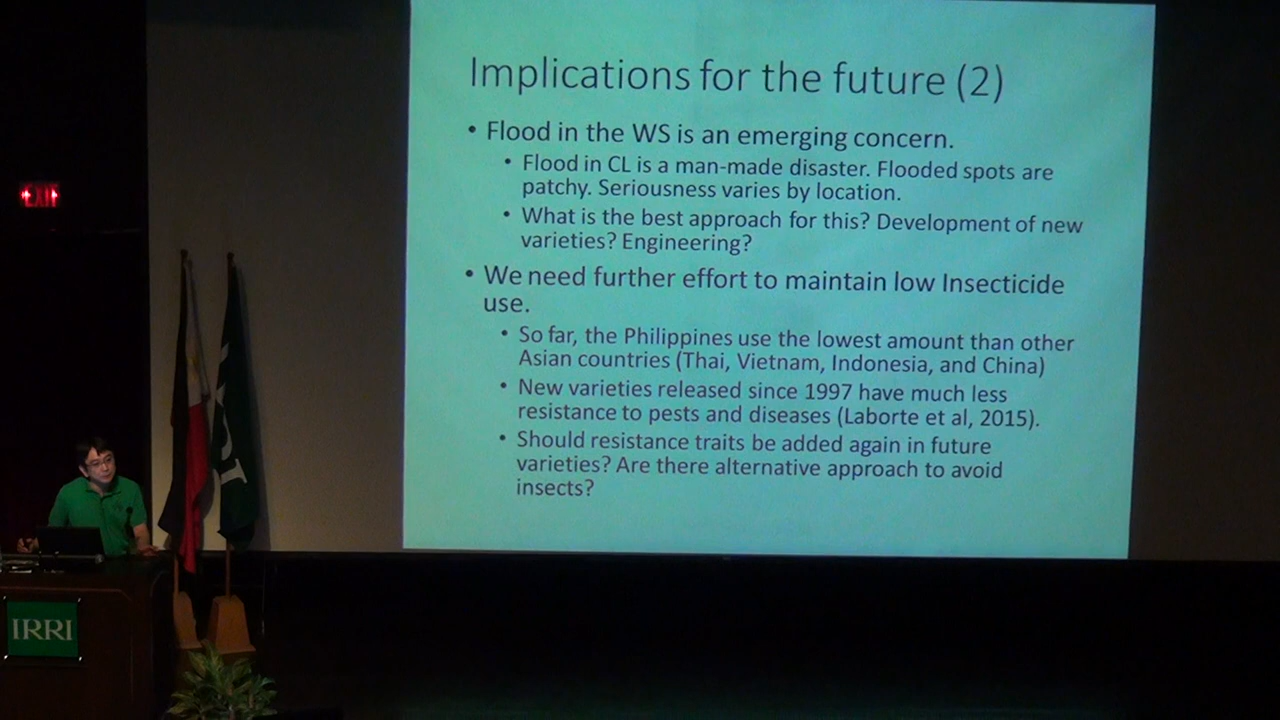 Implications for the future (2)
• Flood in the WS is an emerging concern.
• Flood in CL is a man-made disaster. Flooded spots are
patchy. Seriousness varies by location.
• What is the best approach for this? Development of new
varieties? Engineering?
• We need further effort to maintain low Insecticide
use.
• So far, the Philippines use the lowest amount than other
Asian countries (Thai, Vietnam, Indonesia, and China)
• New varieties released since 1997 have much less
resistance to pests and diseases (Laborte et al, 2015).
• Should resistance traits be added again in future
varieties? Are there alternative approach to avoid
insects?
EXIT
IRRI